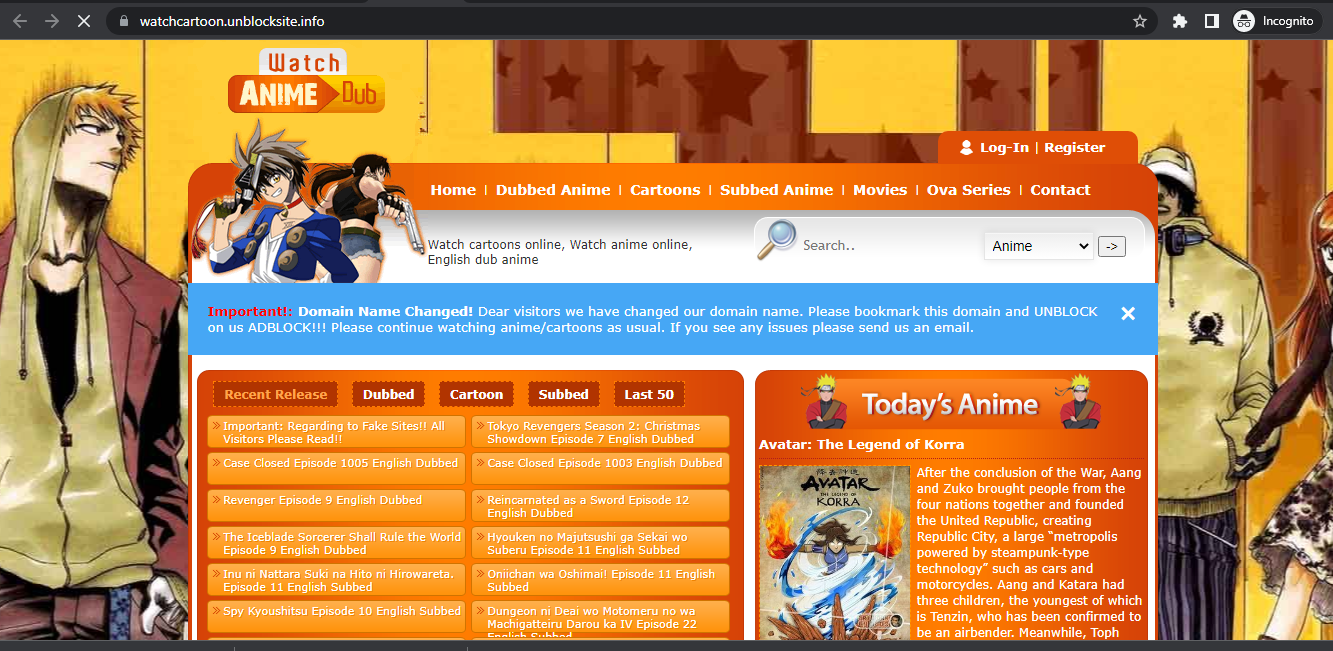 watchcartoon.unblocksite.info
Incognito
Watch
ANIME Dub
Log-In | Register
Home | Dubbed Anime | Cartoons | Subbed Anime | Movies | Ova Series | Contact
Watch cartoons online, Watch anime online,
English dub anime
Search..
Anime
->
Important!: Domain Name Changed! Dear visitors we have changed our domain name. Please bookmark this domain and UNBLOCK
on us ADBLOCK!!! Please continue watching anime/cartoons as usual. If you see any issues please send us an email.
Recent Release
Dubbed
Cartoon
Subbed
Last 50
» Important: Regarding to Fake Sites!! All
Visitors Please Read!!
» Tokyo Revengers Season 2: Christmas
Showdown Episode 7 English Dubbed
» Case Closed Episode 1005 English Dubbed
» Case Closed Episode 1003 English Dubbed
» Revenger Episode 9 English Dubbed
» Reincarnated as a Sword Episode 12
English Dubbed
» The Iceblade Sorcerer Shall Rule the World
Episode 9 English Dubbed
» Hyouken no Majutsushi ga Sekai wo
Suberu Episode 11 English Subbed
» Inu ni Nattara Suki na Hito ni Hirowareta.
Episode 11 English Subbed
» Oniichan wa Oshimai! Episode 11 English
Subbed
» Spy Kyoushitsu Episode 10 English Subbed
» Dungeon ni Deai wo Motomeru no wa
Machigatteiru Darou ka IV Episode 22
English Subbed
Today's Anime
Avatar: The Legend of Korra
AVATAR
THE LEGEND OF
KORRA
After the conclusion of the War, Aang
and Zuko brought people from the
four nations together and founded
the United Republic, creating
Republic City, a large "metropolis
powered by steampunk-type
technology" such as cars and
motorcycles. Aang and Katara had
three children, the youngest of which
is Tenzin, who has been confirmed to
be an airbender. Meanwhile, Toph